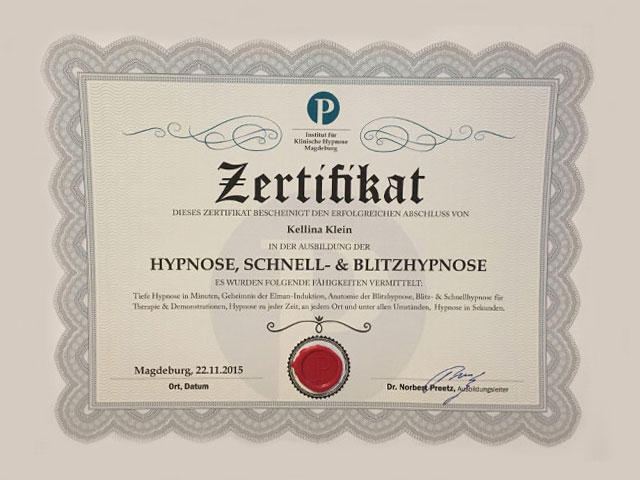 P
Institut für
Klinische Hypnose
Magdeburg
Zertifikat
DIESES ZERTIFIKAT BESCHEINIGT DEN ERFOLGREICHEN ABSCHLUSS VON
Kellina Klein
IN DER AUSBILDUNG DER
HYPNOSE, SCHNELL- & BLITZHYPNOSE
ES WURDEN FOLGENDE FÄHIGKEITEN VERMITTELT:
Tiefe Hypnose in Minuten, Geheimnis der Elman-Induktion, Anatomie der Blitzhypnose, Blitz- & Schnellhypnose für
Therapie & Demonstrationen, Hypnose zu jeder Zeit, an jedem Ort und unter allen Umständen, Hypnose in Sekunden.
Magdeburg, 22.11.2015
Ort, Datum
P
Dr. Norbert Preetz, Ausbildungsleiter